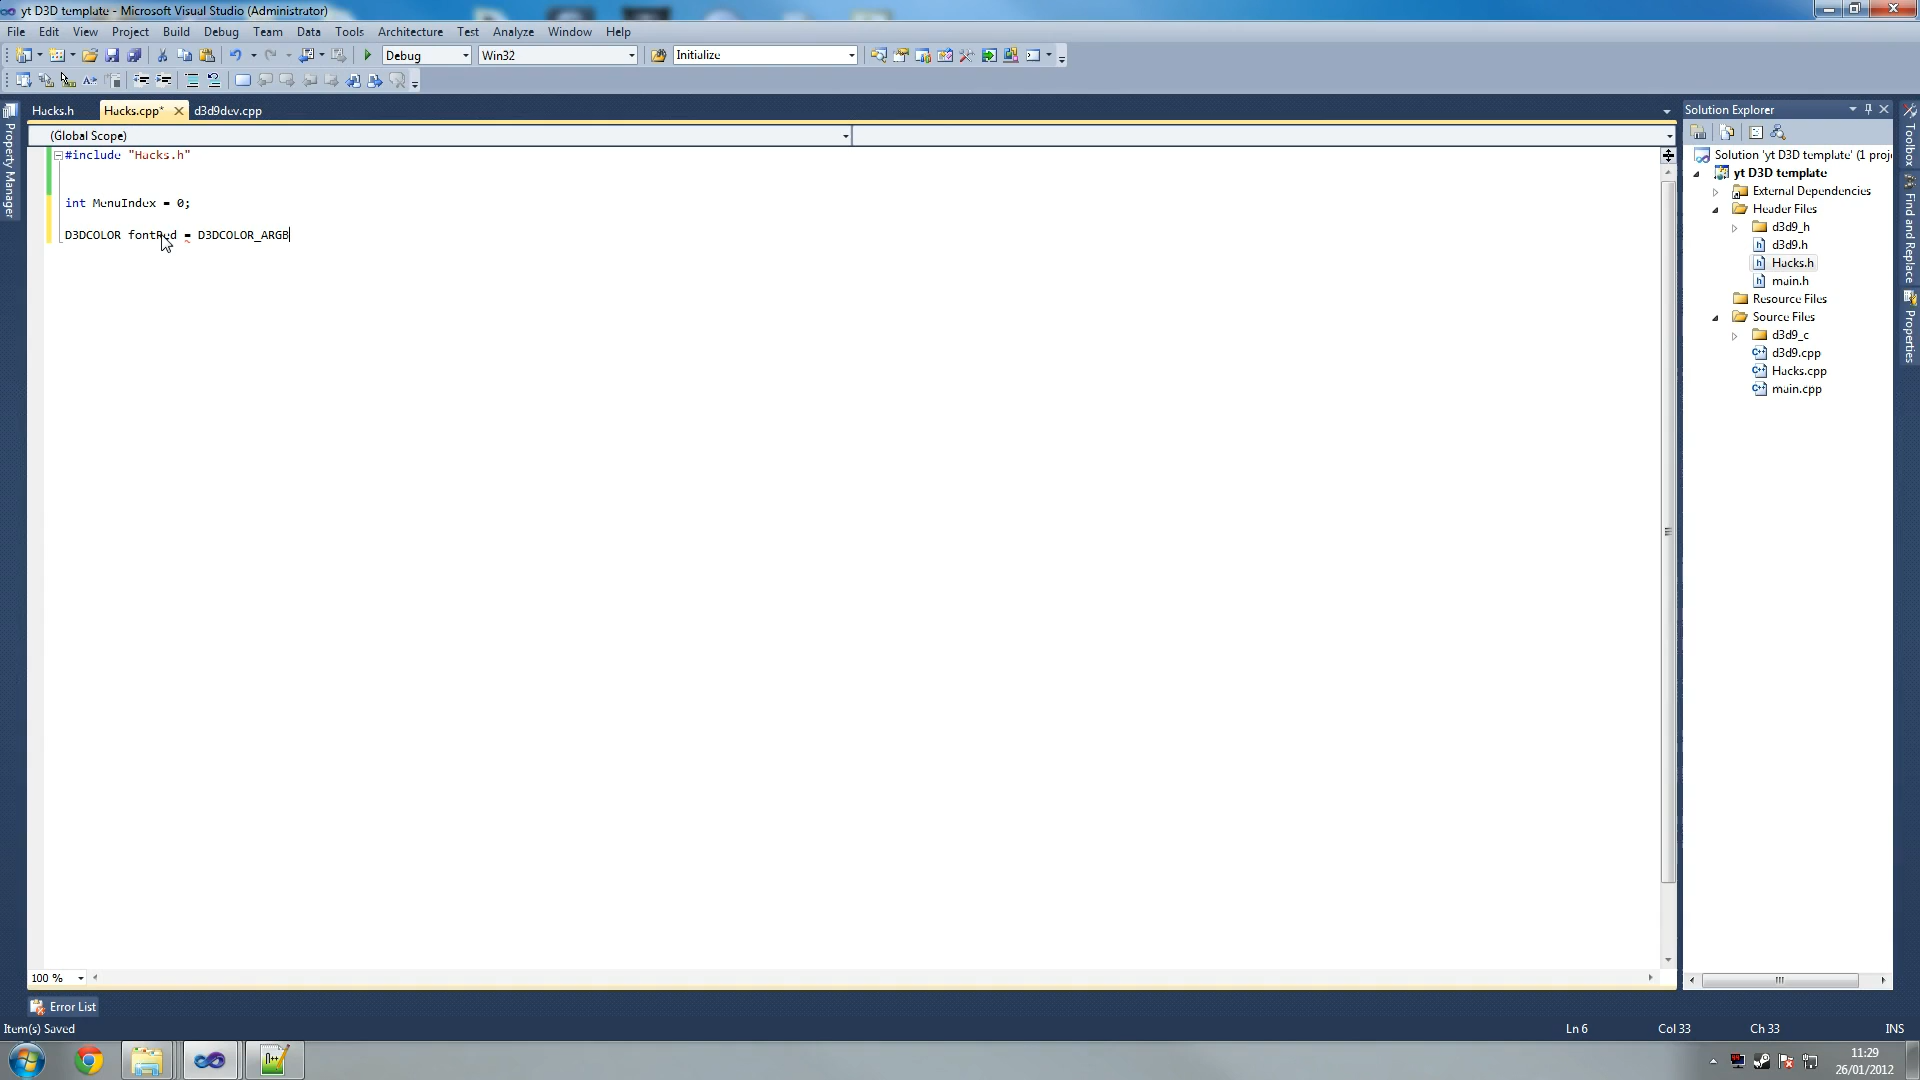 yt D3D template - Microsoft Visual Studio (Administrator)
File Edit View Project Build Debug Team Data Tools Architecture Test Analyze Window Help
Debug Win32 Initialize
Hacks.h Hacks.cpp* d3d9dev.cpp
(Global Scope)
#include "Hacks.h"
int MenuIndex = 0;
D3DCOLOR fontRed = D3DCOLOR_ARGB
Property Manager
Solution Explorer
Solution 'yt D3D template' (1 proj
yt D3D template
External Dependencies
Header Files
d3d9_h
d3d9.h
Hacks.h
main.h
Resource Files
Source Files
d3d9_c
d3d9.cpp
Hacks.cpp
main.cpp
Toolbox
Find and Replace
Properties
100 %
Error List
Item(s) Saved Ln 6 Col 33 Ch 33 INS
11:29
26/01/2012